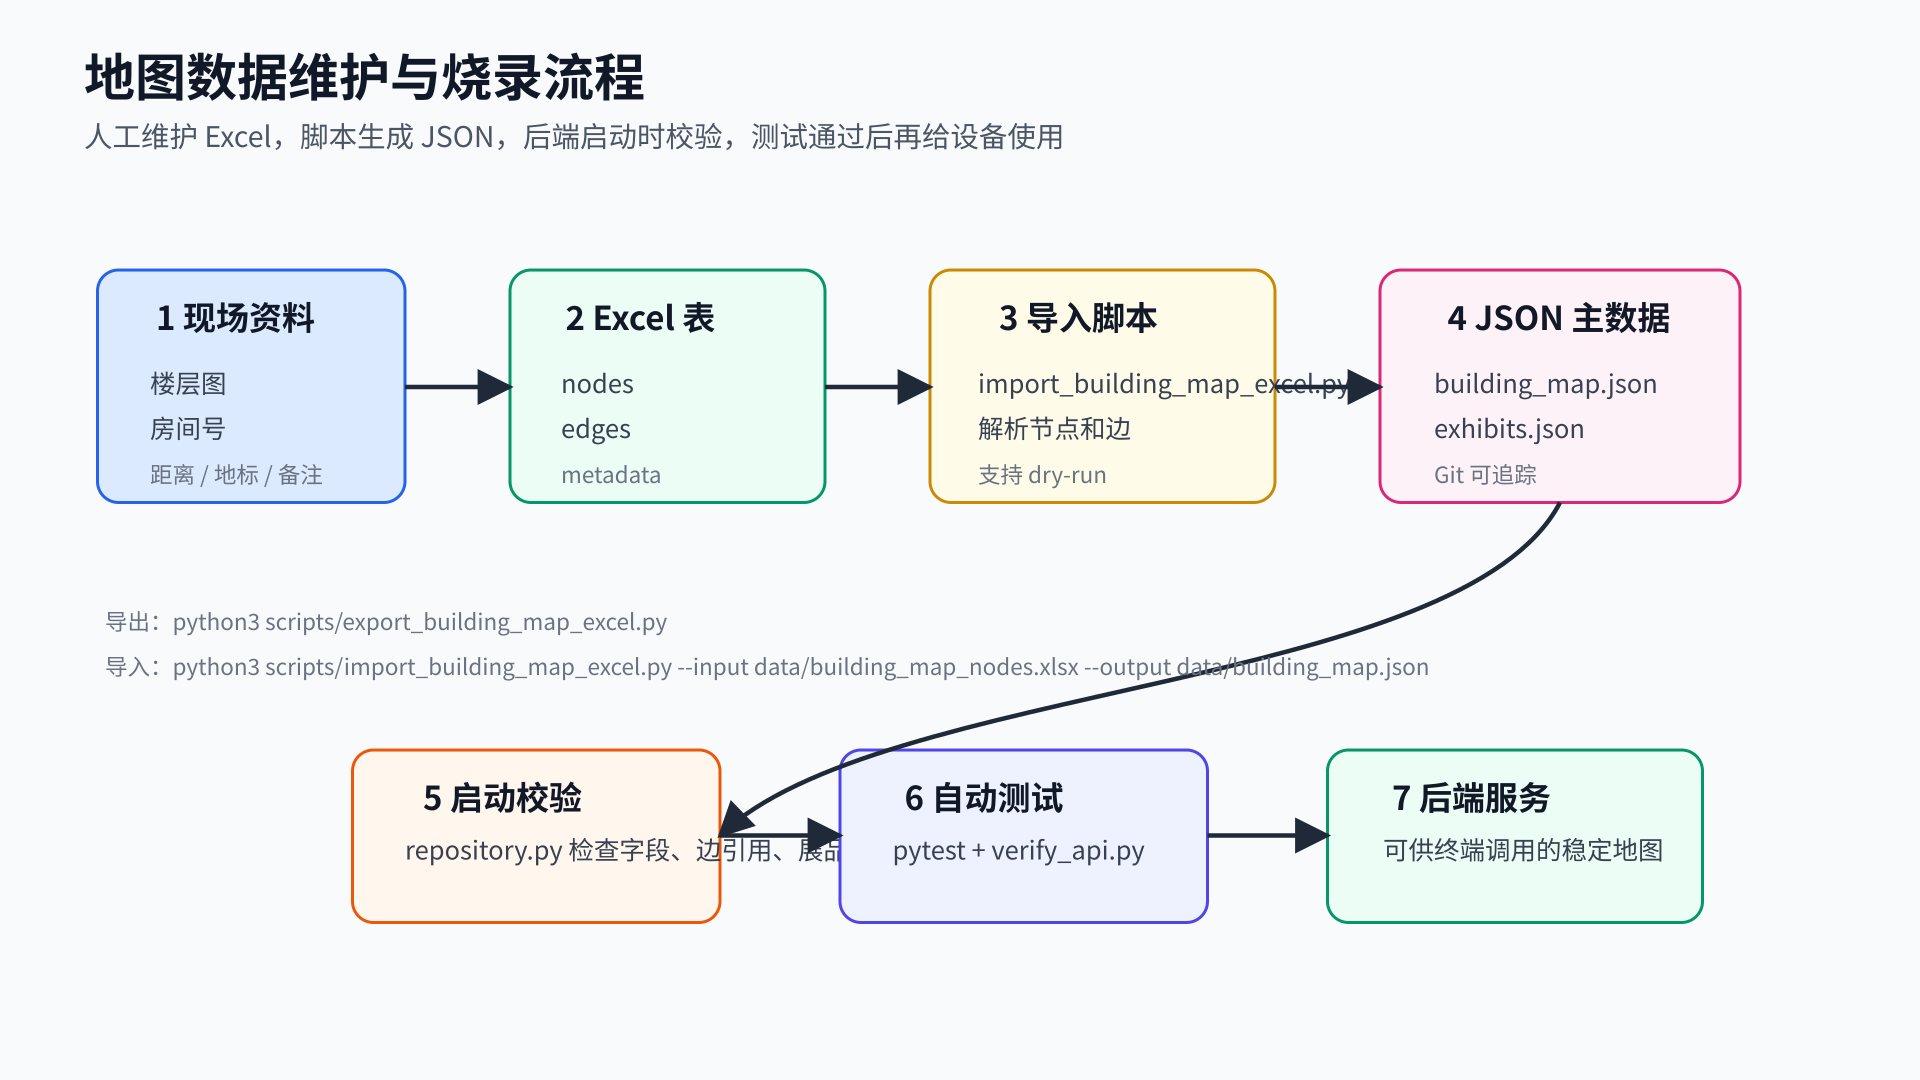 地图数据维护与烧录流程
人工维护 Excel，脚本生成 JSON，后端启动时校验，测试通过后再给设备使用
1 现场资料
楼层图
房间号
距离 / 地标 / 备注
2 Excel 表
nodes
edges
metadata
3 导入脚本
import_building_map_excel.py
解析节点和边
支持 dry-run
4 JSON 主数据
building_map.json
exhibits.json
Git 可追踪
导出：python3 scripts/export_building_map_excel.py
导入：python3 scripts/import_building_map_excel.py --input data/building_map_nodes.xlsx --output data/building_map.json
5 启动校验
repository.py 检查字段、边引用、展品
6 自动测试
pytest + verify_api.py
7 后端服务
可供终端调用的稳定地图